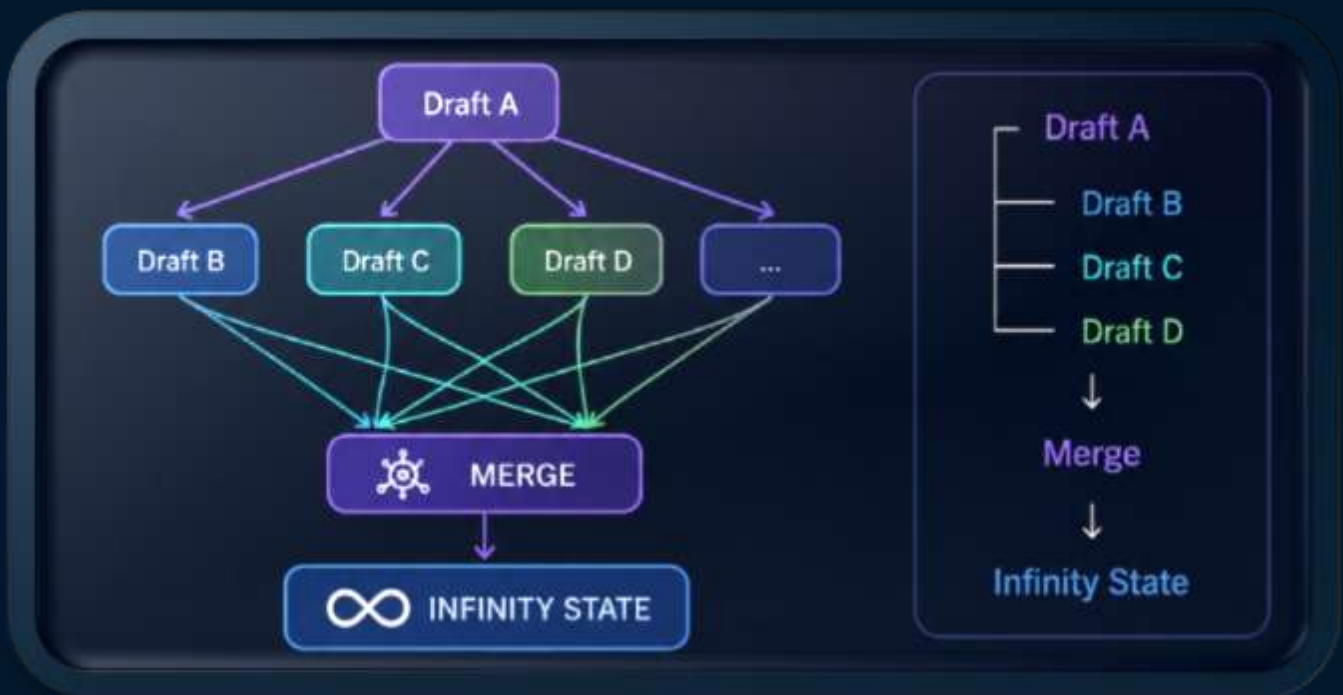 Draft A
Draft B
Draft C
Draft D
...
MERGE
INFINITY STATE
Draft A
Draft B
Draft C
Draft D
Merge
Infinity State